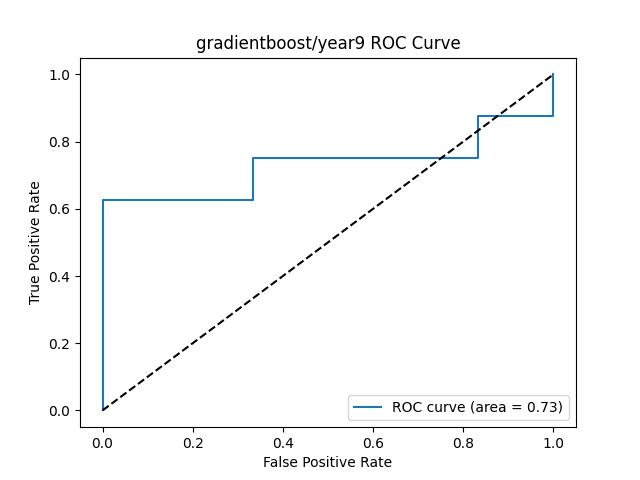 gradientboost/year9 ROC Curve
True Positive Rate
1.0
0.8
0.6
0.4
0.2
0.0
ROC curve (area = 0.73)
0.0 0.2 0.4 0.6 0.8 1.0
False Positive Rate